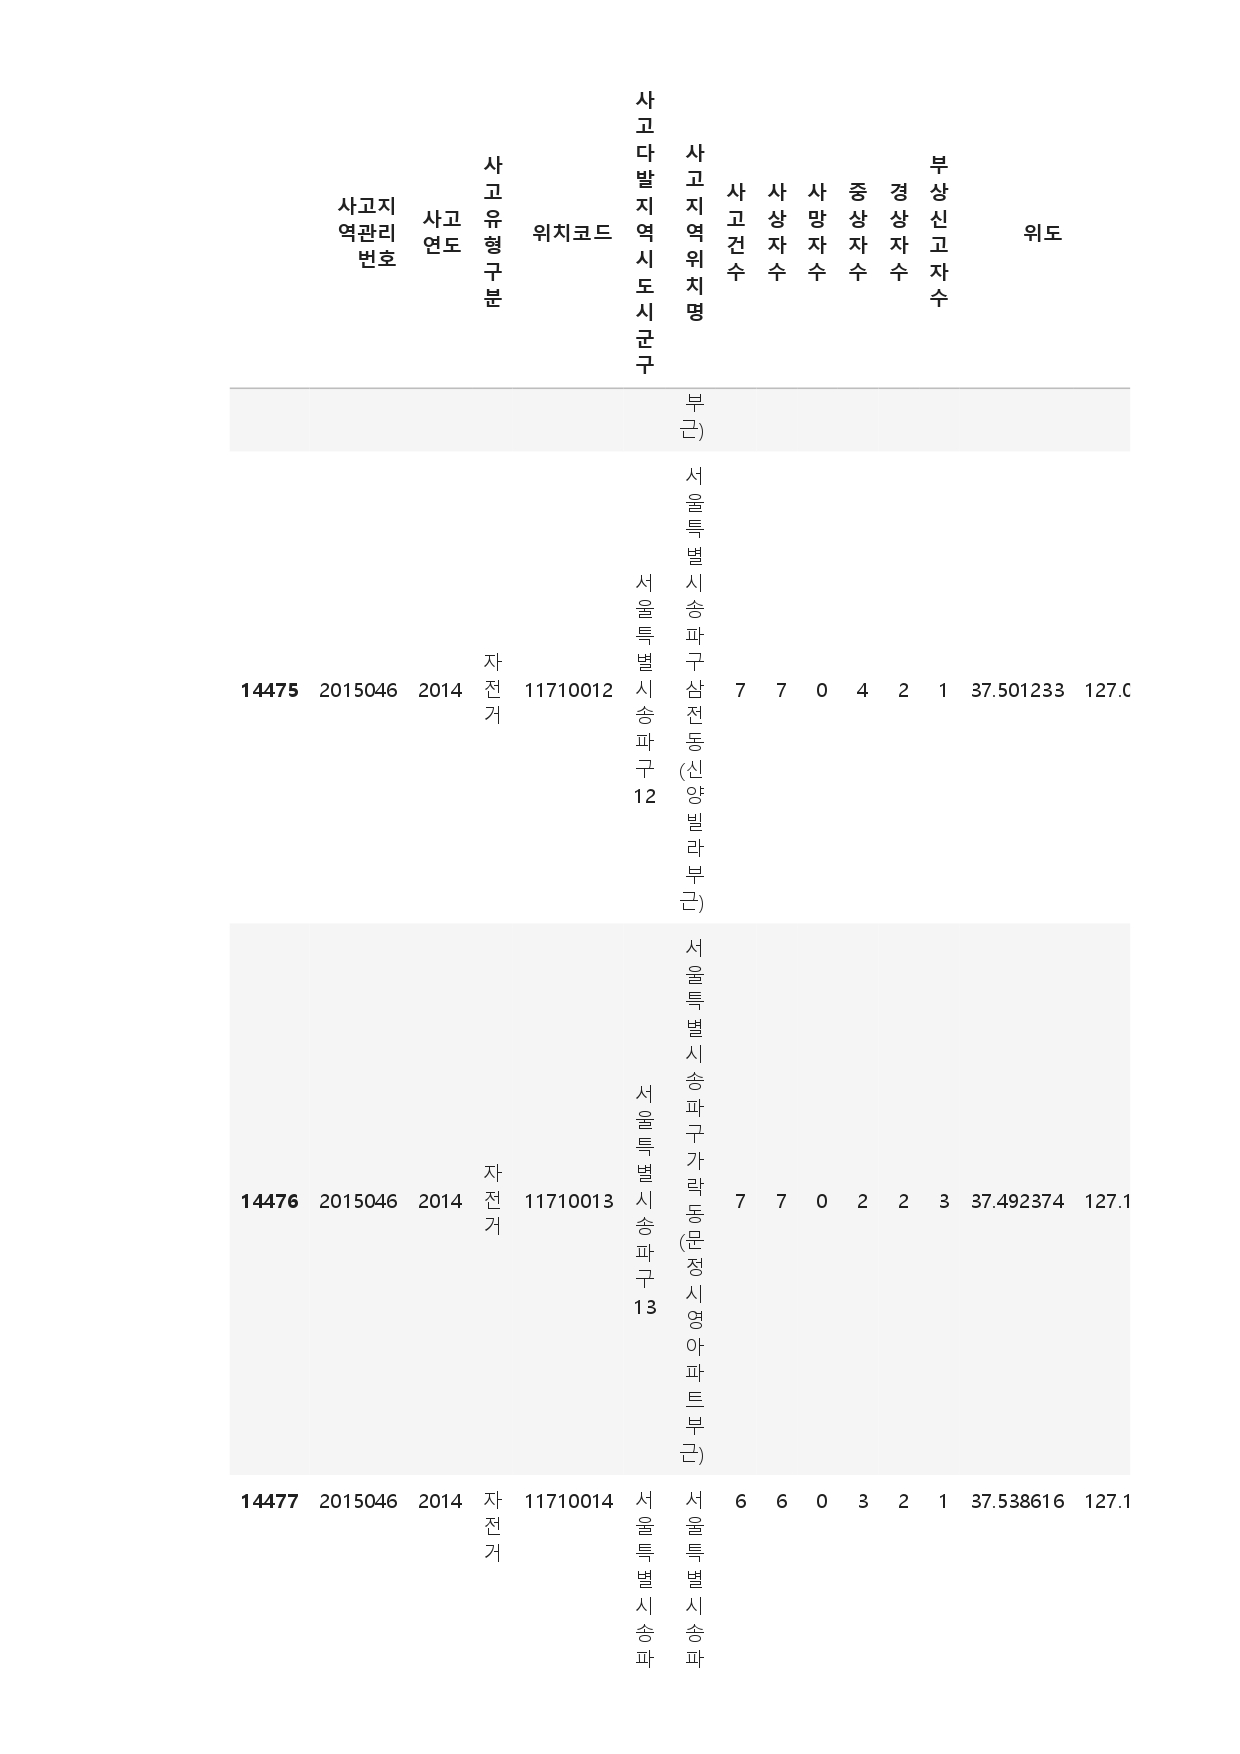 사고지역관리번호 사고연도 사고유형구분 위치코드 사고다발지역시도시군구 사고지역위치명 사고건수 사상자수 사망자수 중상자수 경상자수 부상신고자수 위도
부근)
14475 2015046 2014 자전거 11710012 서울특별시송파구12 서울특별시송파구삼전동(신양빌라부근) 7 7 0 4 2 1 37.501233 127.0
14476 2015046 2014 자전거 11710013 서울특별시송파구13 서울특별시송파구가락동(문정시영아파트부근) 7 7 0 2 2 3 37.492374 127.1
14477 2015046 2014 자전거 11710014 서울특별시송파 서울특별시송파 6 6 0 3 2 1 37.538616 127.1